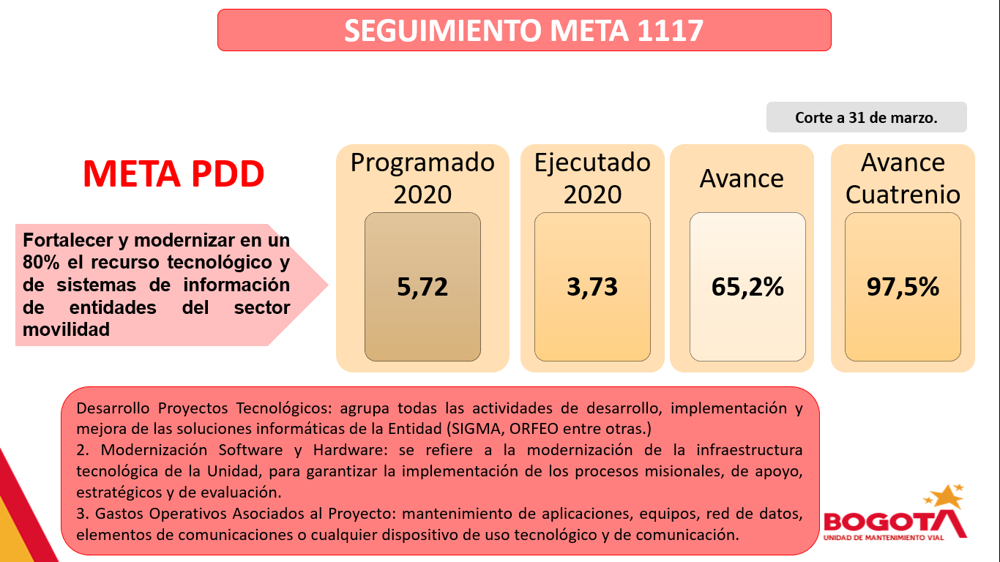 SEGUIMIENTO META 1117
Corte a 31 de marzo.
META PDD
Fortalecer y modernizar en un
80% el recurso tecnológico y
de sistemas de información
de entidades del sector
movilidad
Programado
2020
5,72
Ejecutado
2020
3,73
Avance
65,2%
Avance
Cuatrenio
97,5%
Desarrollo Proyectos Tecnológicos: agrupa todas las actividades de desarrollo, implementación y
mejora de las soluciones informáticas de la Entidad (SIGMA, ORFEO entre otras.)
2. Modernización Software y Hardware: se refiere a la modernización de la infraestructura
tecnológica de la Unidad, para garantizar la implementación de los procesos misionales, de apoyo,
estratégicos y de evaluación.
3. Gastos Operativos Asociados al Proyecto: mantenimiento de aplicaciones, equipos, red de datos,
elementos de comunicaciones o cualquier dispositivo de uso tecnológico y de comunicación.
BOGOTA
UNIDAD DE MANTENIMIENTO VIAL